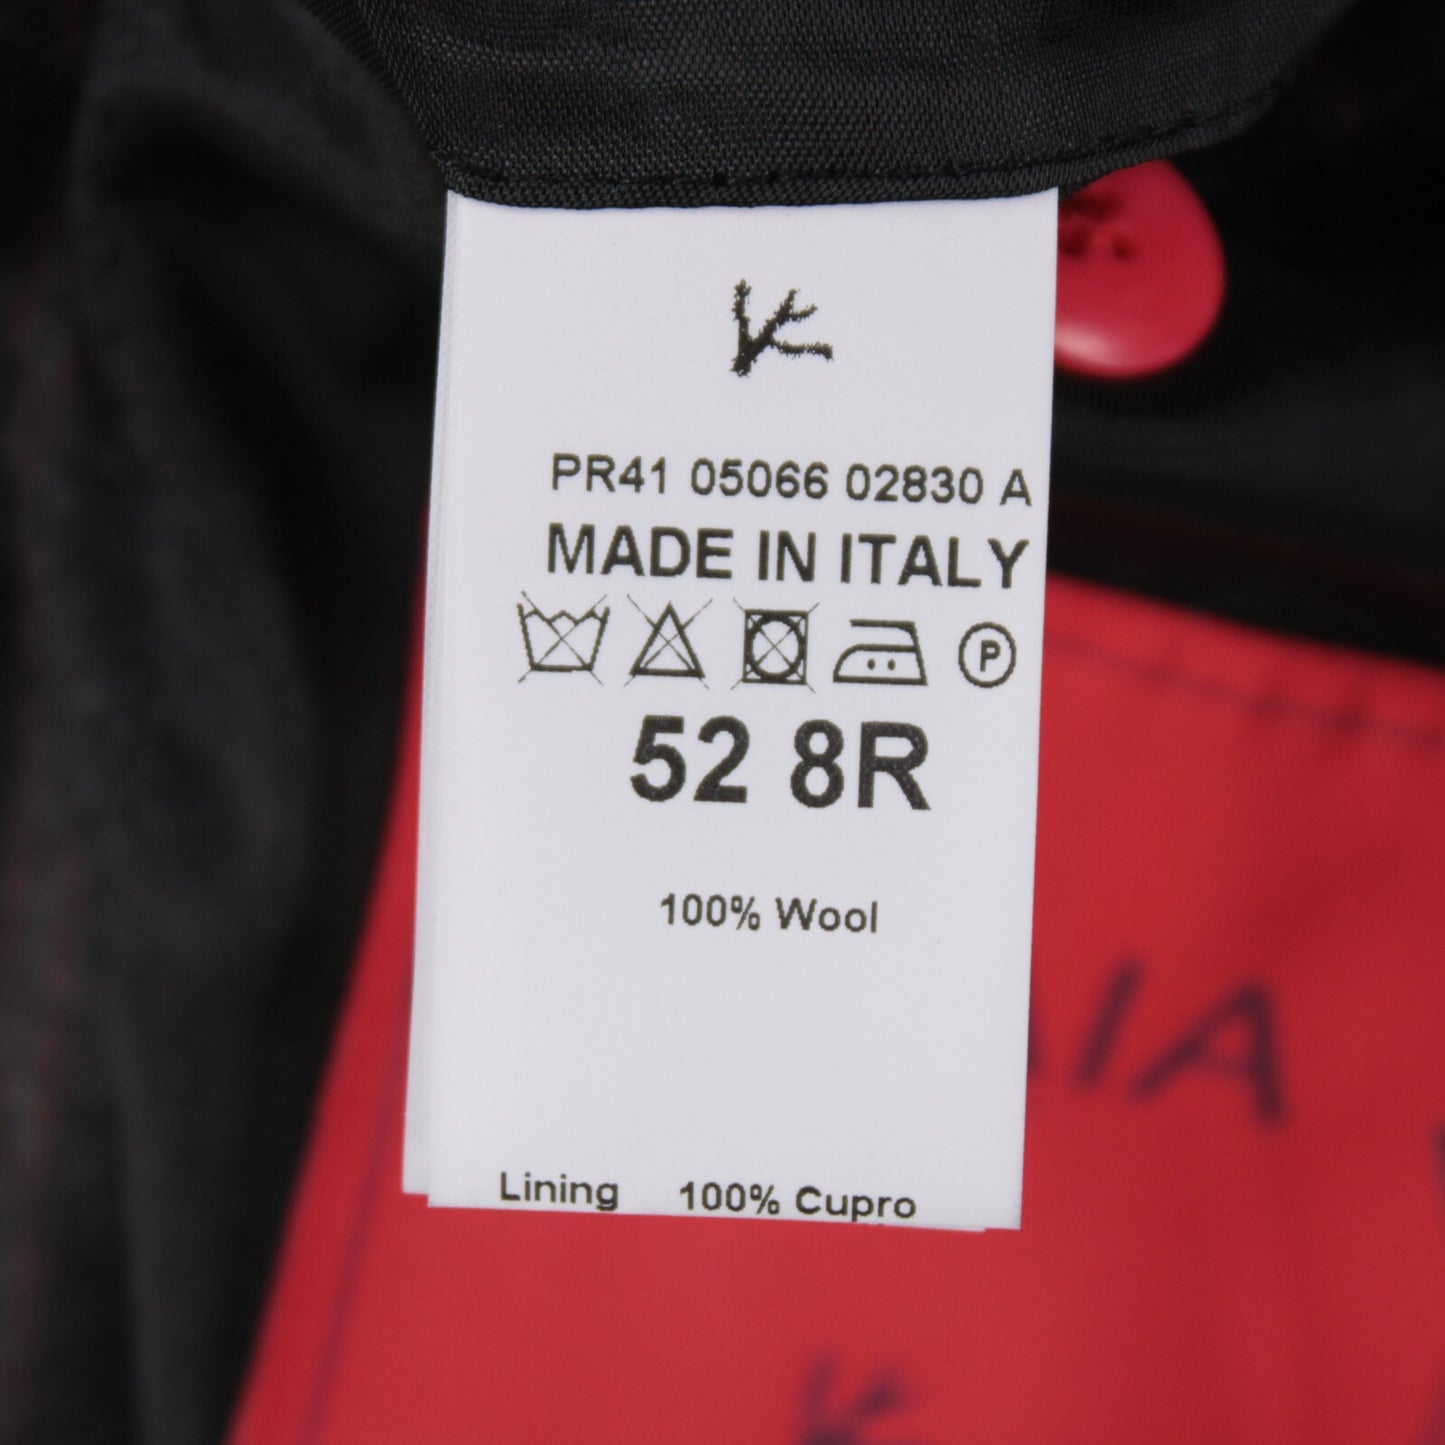 PR41 05066 02830 A
MADE IN ITALY
P
52 8R
100% Wool
Lining 100% Cupro